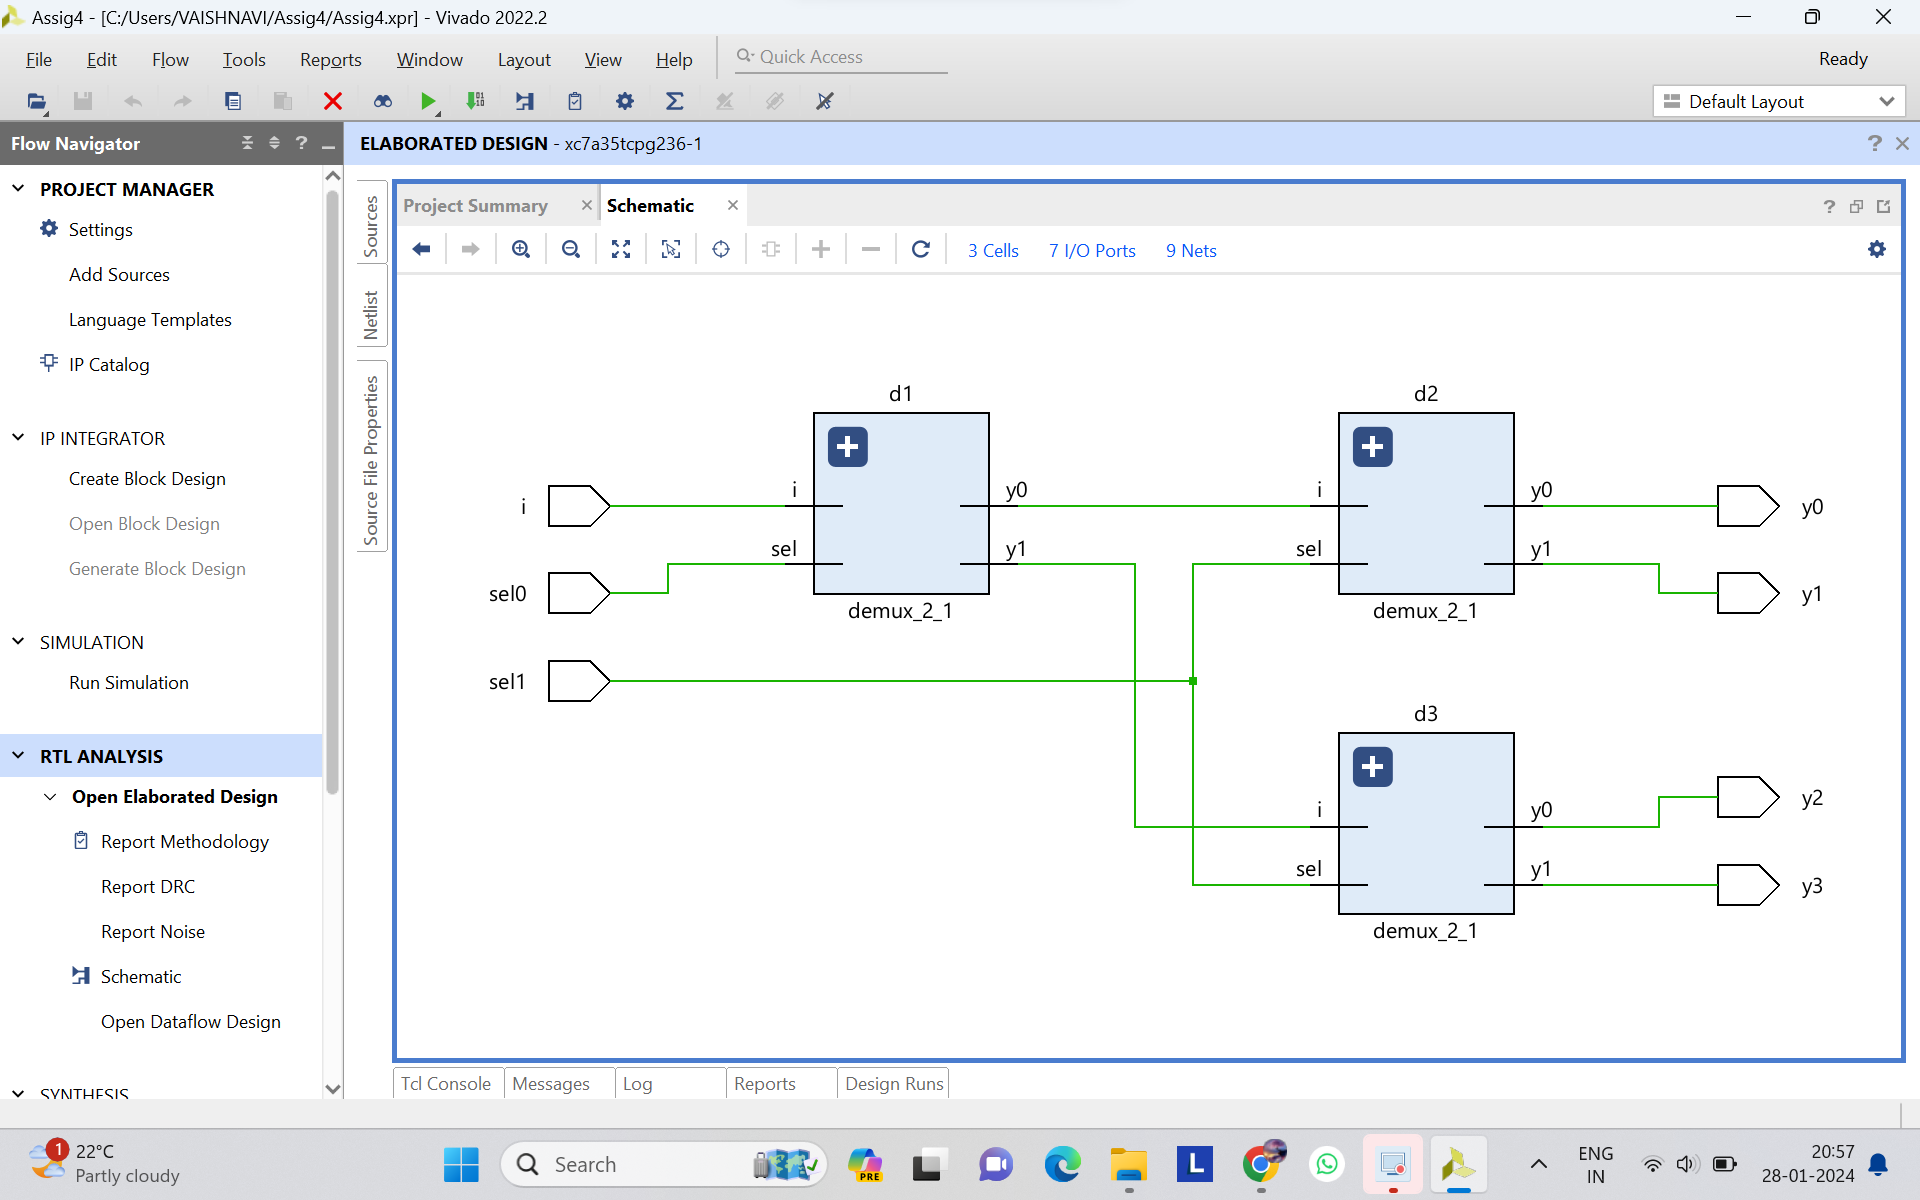 Assig4 - [C:/Users/VAISHNAVI/Assig4/Assig4.xpr] - Vivado 2022.2
File Edit Flow Tools Reports Window Layout View Help Quick Access Ready
Default Layout
Flow Navigator ?
ELABORATED DESIGN - xc7a35tcpg236-1 ?
PROJECT MANAGER
Settings
Add Sources
Language Templates
IP Catalog
IP INTEGRATOR
Create Block Design
Open Block Design
Generate Block Design
SIMULATION
Run Simulation
RTL ANALYSIS
Open Elaborated Design
Report Methodology
Report DRC
Report Noise
Schematic
Open Dataflow Design
SYNTHESIS
Sources
Netlist
Source File Properties
Project Summary Schematic ?
3 Cells 7 I/O Ports 9 Nets
d1 d2
i i y0 i y0 y0
sel0 sel y1 sel y1 y1
demux_2_1 demux_2_1
sel1
d3
i y0 y2
sel y1 y3
demux_2_1
Tcl Console Messages Log Reports Design Runs
1 22°C
Partly cloudy
Search
PRE
L
ENG
IN
20:57
28-01-2024